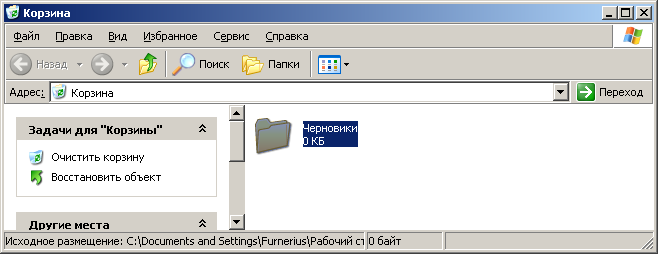 Корзина
Файл Правка Вид Избранное Сервис Справка
Назад Поиск Папки
Адрес: Корзина Переход
Задачи для "Корзины"
Очистить корзину
Восстановить объект
Другие места
Черновики
0 КБ
Исходное размещение: C:\Documents and Settings\Furnerius\Рабочий ст 0 байт